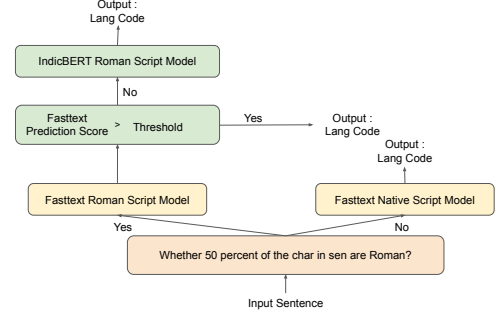 Output :
Lang Code
IndicBERT Roman Script Model
No
Fasttext
Prediction Score > Threshold
Yes
Output :
Lang Code
Output :
Lang Code
Fasttext Roman Script Model
Fasttext Native Script Model
Yes
No
Whether 50 percent of the char in sen are Roman?
Input Sentence